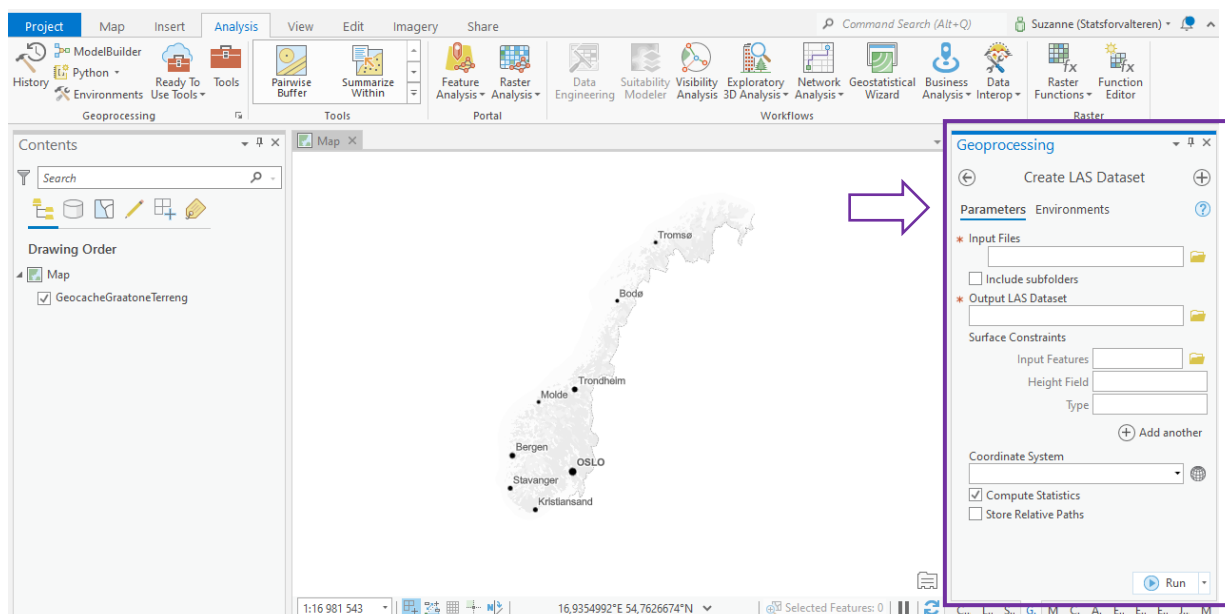 Project Map Insert Analysis View Edit Imagery Share Command Search (Alt+Q) Suzanne (Statsforvalteren)
History ModelBuilder Python Environments Ready To Use Tools Tools
Pairwise Buffer Summarize Within
Feature Analysis Raster Analysis
Data Engineering Suitability Modeler Visibility Analysis Exploratory 3D Analysis Network Analysis Geostatistical Wizard Business Analysis Data Interop
Raster Functions Function Editor
Geoprocessing Tools Portal Workflows Raster
Contents
Search
Drawing Order
Map
GeocacheGraatoneTerreng
Map
Tromsø
Bodø
Trondheim
Molde
Bergen
OSLO
Stavanger
Kristiansand
1:16 981 543 16,9354992°E 54,7626674°N Selected Features: 0
Geoprocessing
Create LAS Dataset
Parameters Environments
* Input Files
Include subfolders
* Output LAS Dataset
Surface Constraints
Input Features
Height Field
Type
Add another
Coordinate System
Compute Statistics
Store Relative Paths
Run